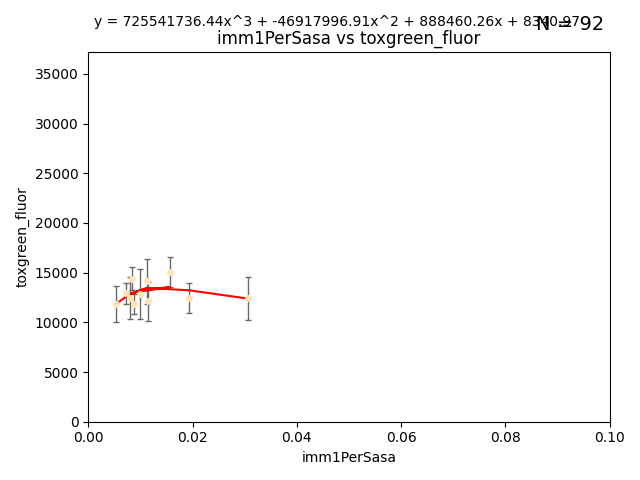 y = 725541736.44x^3 + -46917996.91x^2 + 888460.26x + 8340.97
N = 92
imm1PerSasa vs toxgreen_fluor
35000
30000
25000
20000
15000
10000
5000
0
toxgreen_fluor
0.00 0.02 0.04 0.06 0.08 0.10
imm1PerSasa